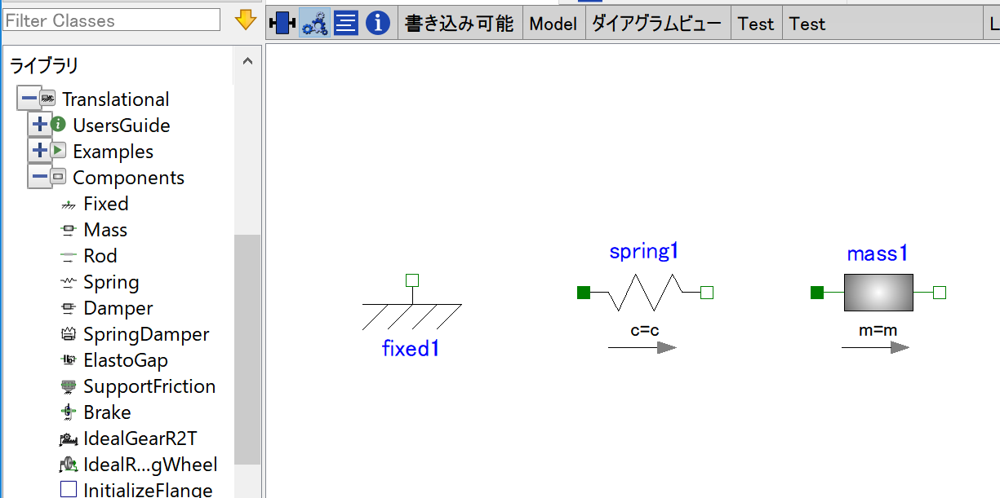 Filter Classes
書き込み可能 Model ダイアグラムビュー Test Test L
ライブラリ
Translational
UsersGuide
Examples
Components
Fixed
Mass
Rod
Spring
Damper
SpringDamper
ElastoGap
SupportFriction
Brake
IdealGearR2T
IdealR...gWheel
InitializeFlange
fixed1
spring1
c=c
mass1
m=m